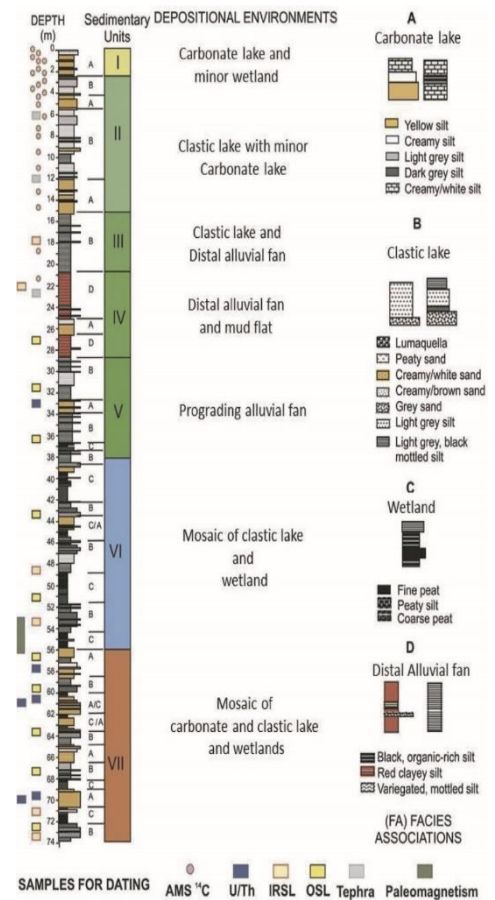 DEPTH
(m)
Sedimentary
Units
DEPOSITIONAL ENVIRONMENTS
0
2
4
6
8
10
12
14
16
18
20
22
24
26
28
30
32
34
36
38
40
42
44
46
48
50
52
54
56
58
60
62
64
66
68
70
72
74
A
B
A
B
A
B
D
A
D
B
A
B
C
B
C
B
C/A
B
C
B
C
A
B
A/C
C/A
B
A
B
C
A
C
B
I
II
III
IV
V
VI
VII
Carbonate lake and
minor wetland
Clastic lake with minor
Carbonate lake
Clastic lake and
Distal alluvial fan
Distal alluvial fan
and mud flat
Prograding alluvial fan
Mosaic of clastic lake
and
wetland
Mosaic of
carbonate and clastic lake
and wetlands
A
Carbonate lake
Yellow silt
Creamy silt
Light grey silt
Dark grey silt
Creamy/white silt
B
Clastic lake
Lumaquella
Peaty sand
Creamy/white sand
Creamy/brown sand
Grey sand
Light grey silt
Light grey, black
mottled silt
C
Wetland
Fine peat
Peaty silt
Coarse peat
D
Distal Alluvial fan
Black, organic-rich silt
Red clayey silt
Variegated, mottled silt
(FA) FACIES
ASSOCIATIONS
SAMPLES FOR DATING
AMS ¹⁴C
U/Th
IRSL
OSL
Tephra
Paleomagnetism